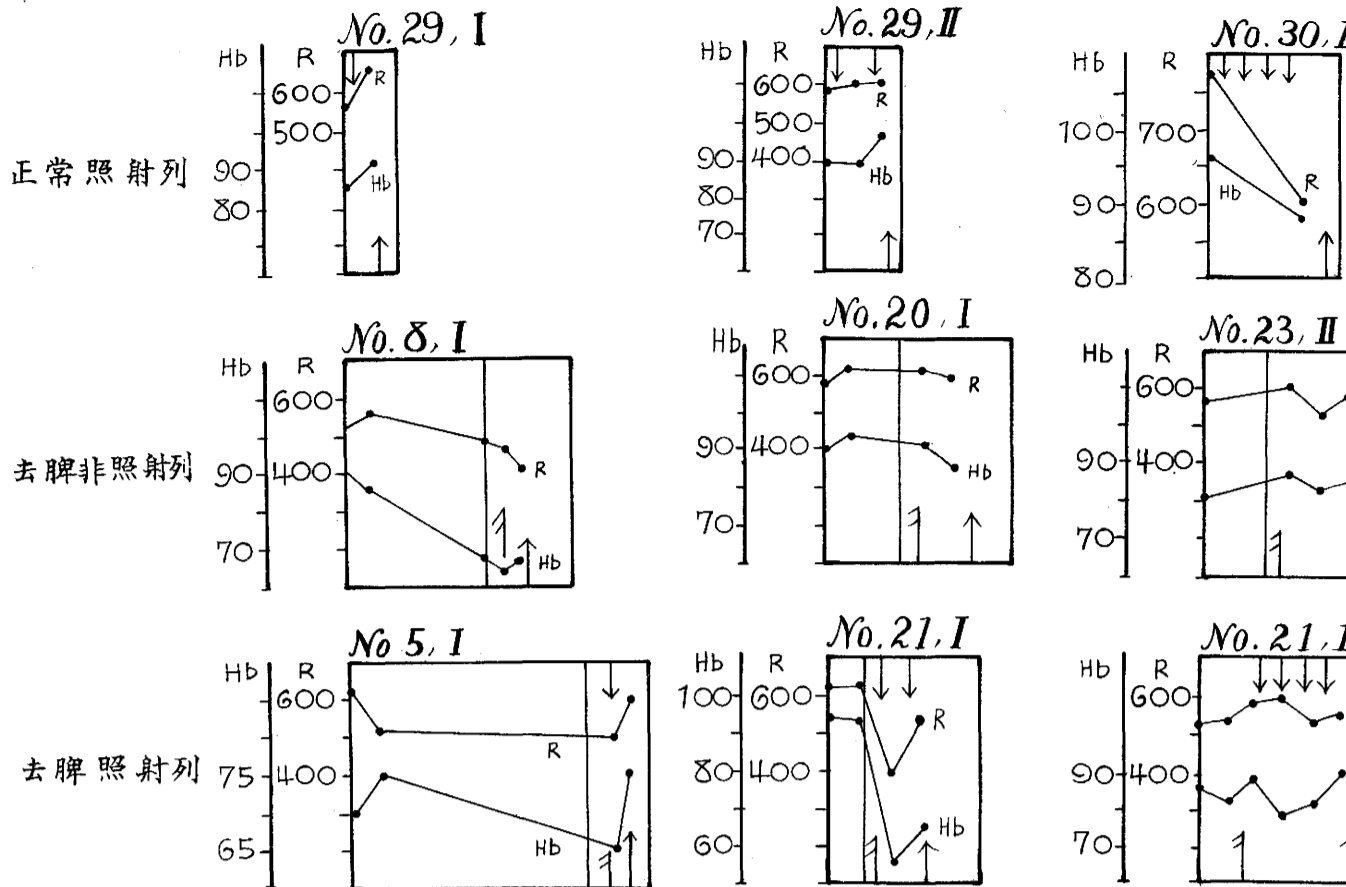 No. 29, I
No. 29, II
No. 30, I
正常照射列
Hb R
600
500
90
80
R
Hb
Hb R
600
500
90 400
80
70
R
Hb
Hb R
100 700
90 600
80
R
Hb
No. 8, I
No. 20, I
No. 23, II
去脾非照射列
Hb R
600
90 400
70
R
Hb
Hb R
600
90 400
70
R
Hb
Hb R
600
90 400
70
No 5, I
No. 21, I
No. 21, I
去脾照射列
Hb R
600
75 400
65
R
Hb
Hb R
100 600
80 400
60
R
Hb
Hb R
600
90 400
70